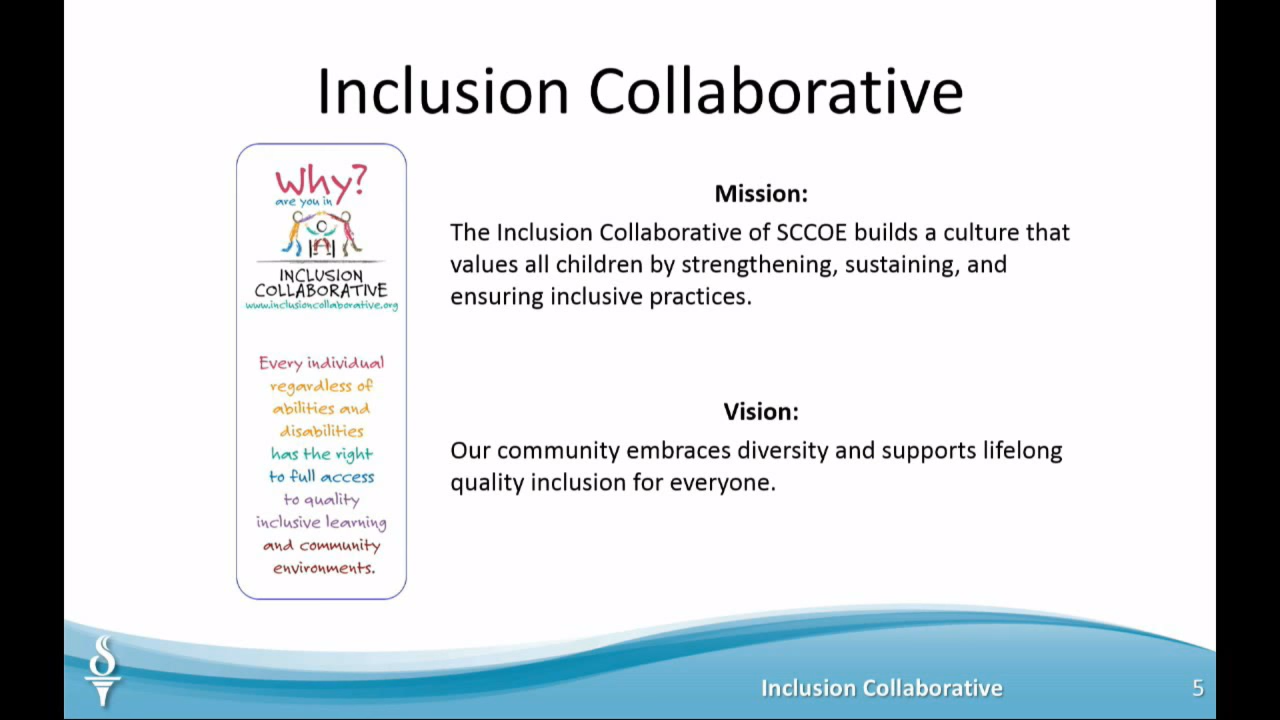 Inclusion Collaborative
Why?
are you in
INCLUSION
COLLABORATIVE
www.inclusioncollaborative.org
Every individual
regardless of
abilities and
disabilities
has the right
to full access
to quality
inclusive learning
and community
environments.
Mission:
The Inclusion Collaborative of SCCOE builds a culture that
values all children by strengthening, sustaining, and
ensuring inclusive practices.
Vision:
Our community embraces diversity and supports lifelong
quality inclusion for everyone.
Inclusion Collaborative
5